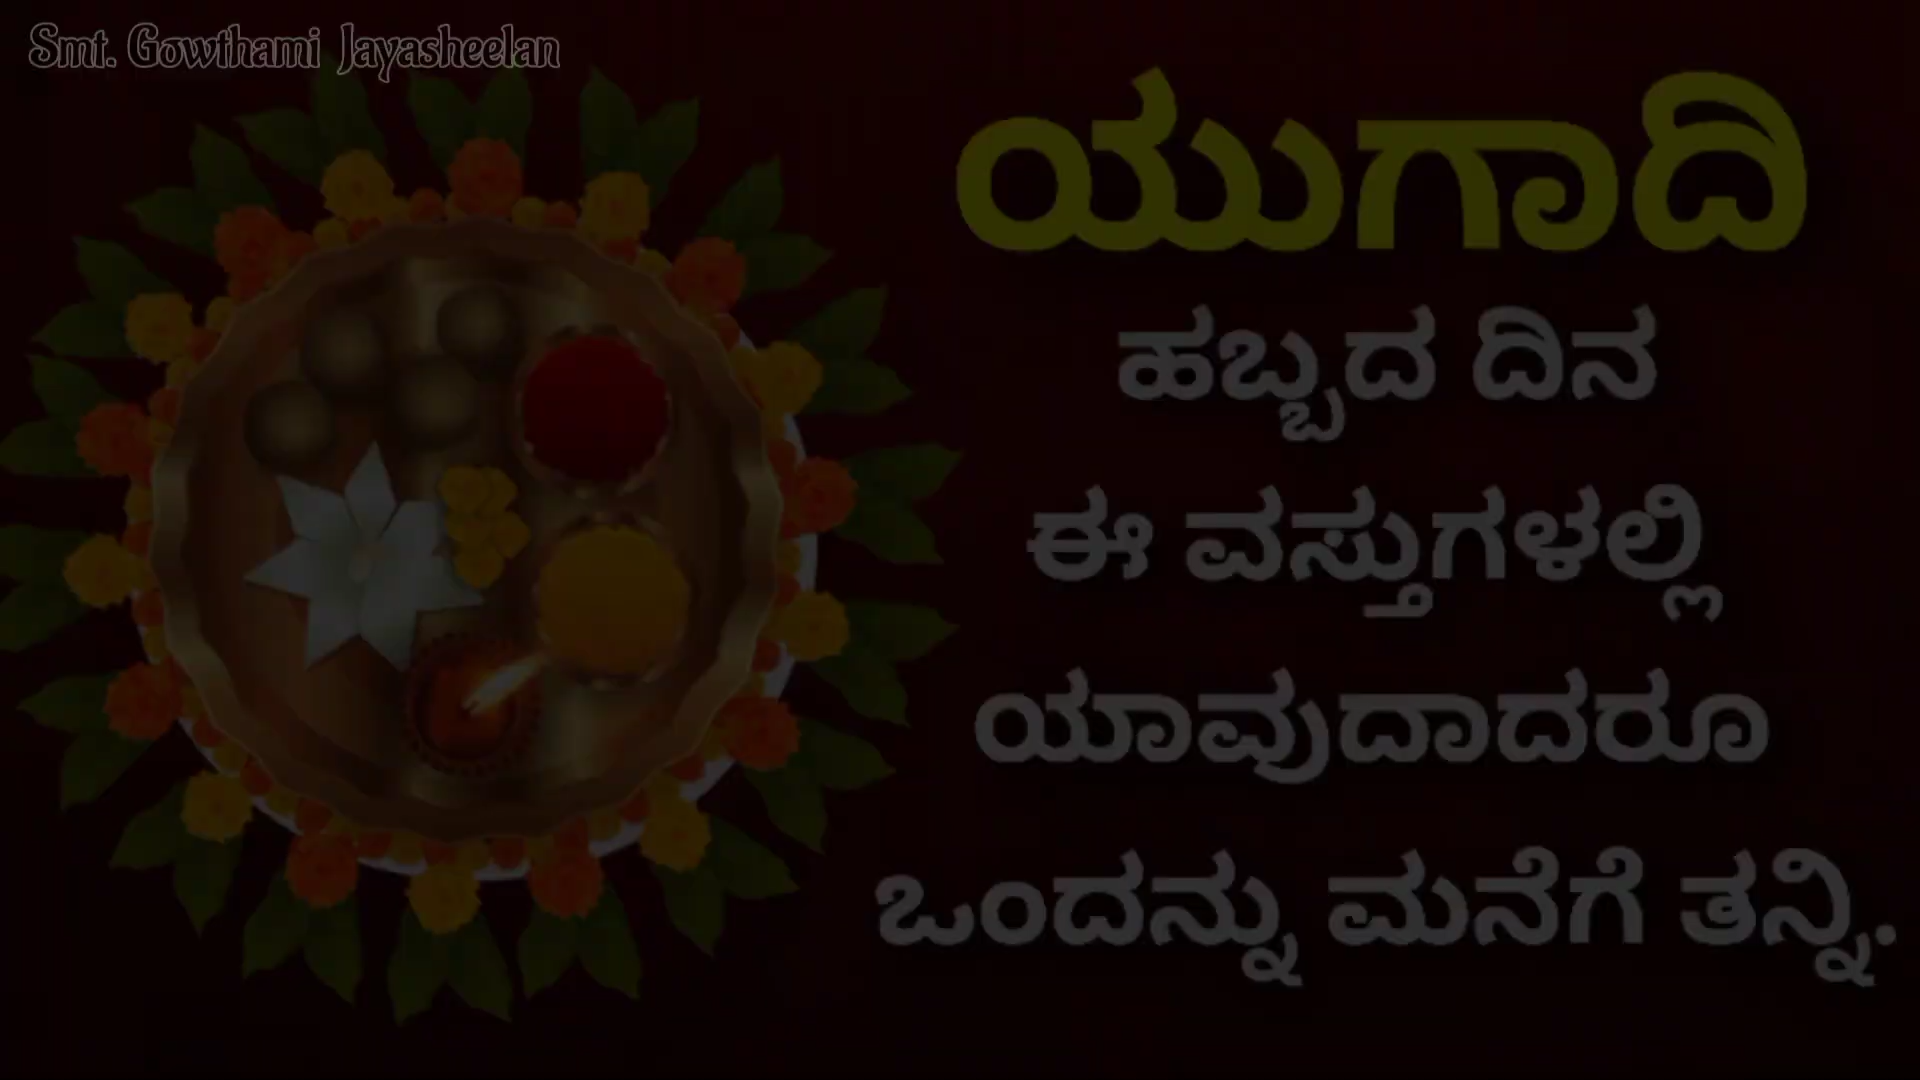 Smt. Gowthami Jayasheelan
ಯುಗಾದಿ
ಹಬ್ಬದ ದಿನ
ಈ ವಸ್ತುಗಳಲ್ಲಿ
ಯಾವುದಾದರೂ
ಒಂದನ್ನು ಮನೆಗೆ ತನ್ನಿ.